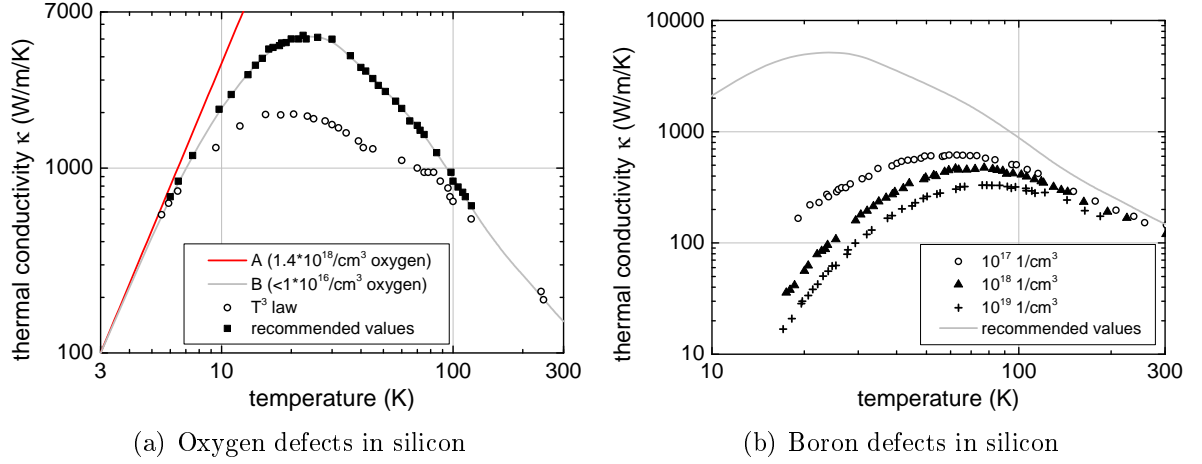 7000
1000
100
3
10
100
300
thermal conductivity κ (W/m/K)
temperature (K)
A (1.4*10^18/cm^3 oxygen)
B (<1*10^16/cm^3 oxygen)
T^3 law
recommended values
(a) Oxygen defects in silicon
10000
1000
100
10
10
100
300
thermal conductivity κ (W/m/K)
temperature (K)
10^17 1/cm^3
10^18 1/cm^3
10^19 1/cm^3
recommended values
(b) Boron defects in silicon